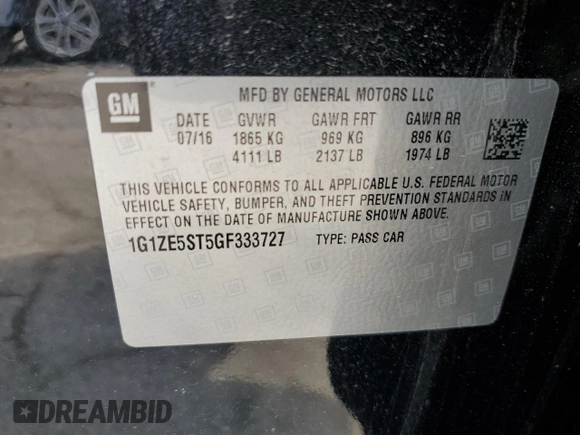 GM
MFD BY GENERAL MOTORS LLC
DATE GVWR GAWR FRT GAWR RR
07/16 1865 KG 969 KG 896 KG
4111 LB 2137 LB 1974 LB
THIS VEHICLE CONFORMS TO ALL APPLICABLE U.S. FEDERAL MOTOR
VEHICLE SAFETY, BUMPER, AND THEFT PREVENTION STANDARDS IN
EFFECT ON THE DATE OF MANUFACTURE SHOWN ABOVE.
1G1ZE5ST5GF333727 TYPE: PASS CAR
DREAMBID